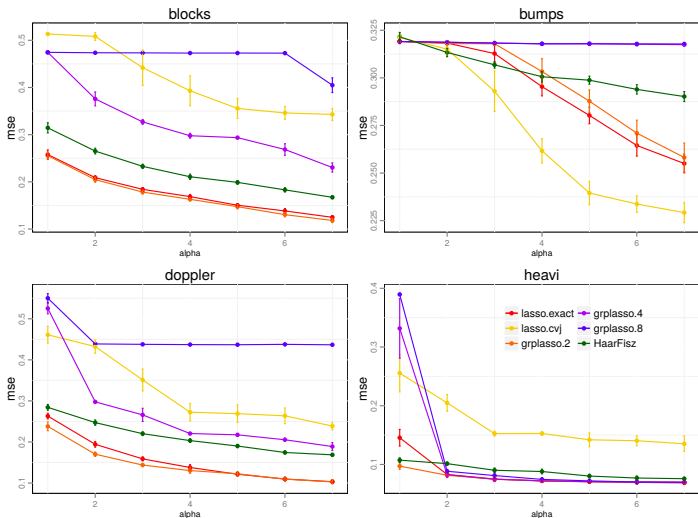 blocks
mse
0.5
0.4
0.3
0.2
0.1
2
4
6
alpha
bumps
mse
0.325
0.300
0.275
0.250
0.225
2
4
6
alpha
doppler
mse
0.5
0.4
0.3
0.2
0.1
2
4
6
alpha
heavi
mse
0.4
0.3
0.2
0.1
lasso.exact
lasso.cvj
grplasso.2
grplasso.4
grplasso.8
HaarFisz
2
4
6
alpha